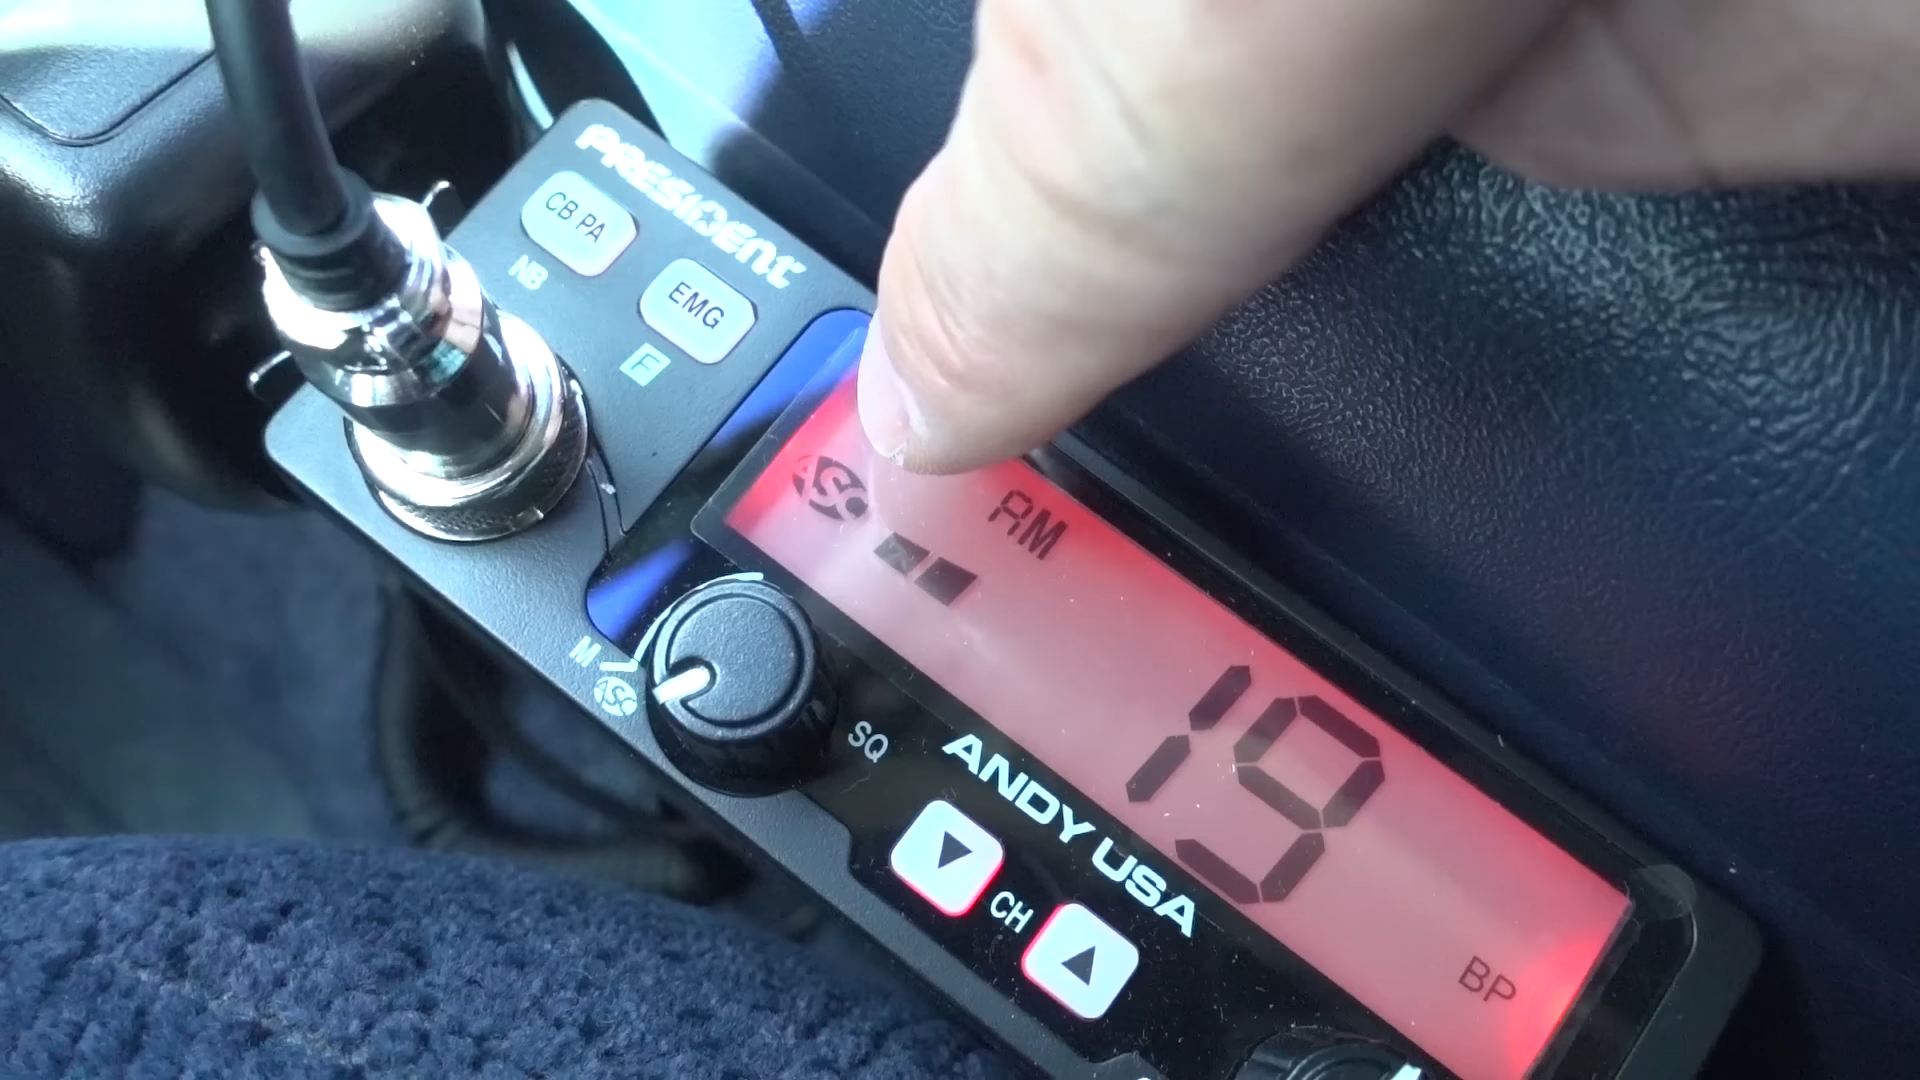 PRESIDENT
CB PA
NB
EMG
F
ASC
AM
19
BP
M
ASC
SQ
ANDY USA
▼ CH ▲